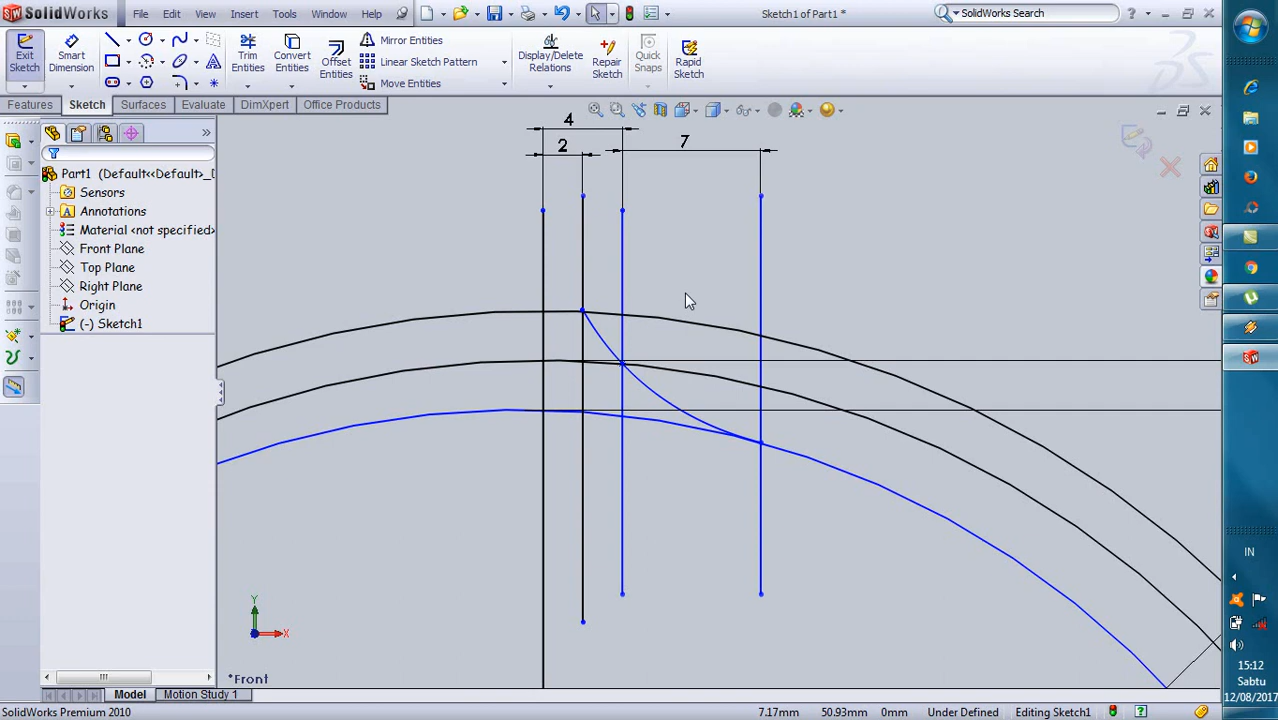 SolidWorks
File
Edit
View
Insert
Tools
Window
Help
Sketch1 of Part1 *
SolidWorks Search
Exit
Sketch
Smart
Dimension
Trim
Entities
Convert
Entities
Offset
Entities
Mirror Entities
Linear Sketch Pattern
Move Entities
Display/Delete
Relations
Repair
Sketch
Quick
Snaps
Rapid
Sketch
Features
Sketch
Surfaces
Evaluate
DimXpert
Office Products
Part1 (Default<<Default>_D
Sensors
Annotations
Material <not specified>
Front Plane
Top Plane
Right Plane
Origin
(-) Sketch1
4
2
7
Y
X
*Front
Model
Motion Study 1
SolidWorks Premium 2010
7.17mm
50.93mm
0mm
Under Defined
Editing Sketch1
IN
15:12
Sabtu
12/08/2017